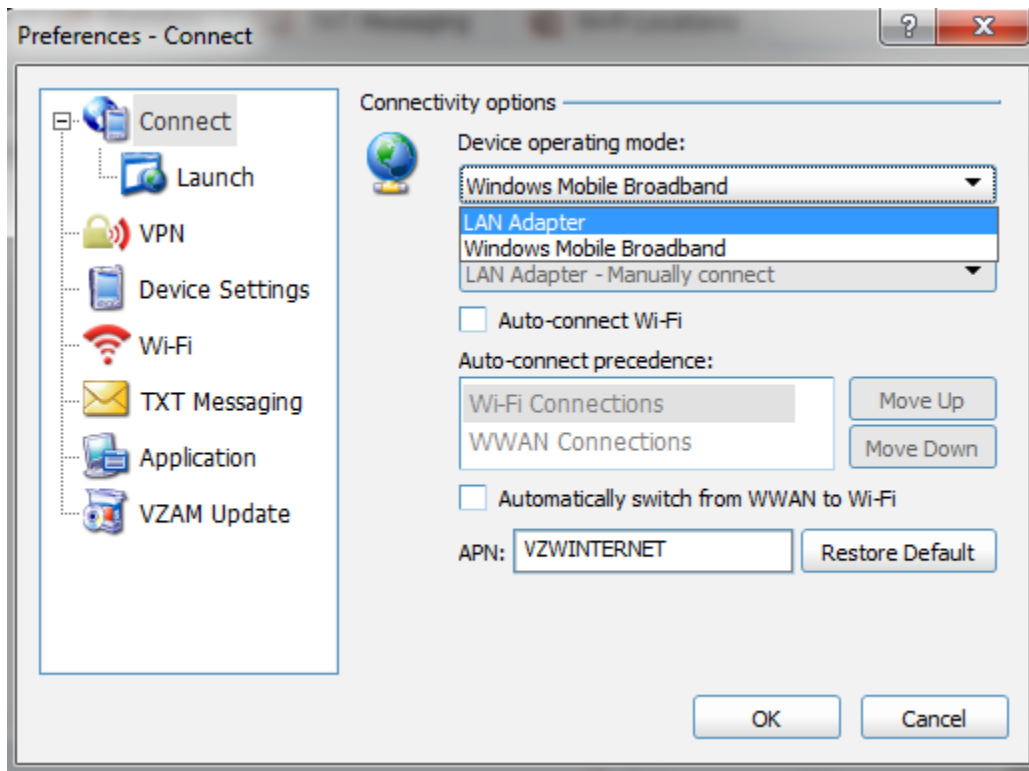 TXT Messaging
Preferences - Connect
Connect
Launch
VPN
Device Settings
Wi-Fi
TXT Messaging
Application
VZAM Update
Connectivity options
Device operating mode:
Windows Mobile Broadband
LAN Adapter
Windows Mobile Broadband
LAN Adapter - Manually connect
Auto-connect Wi-Fi
Auto-connect precedence:
Wi-Fi Connections
WWAN Connections
Move Up
Move Down
Automatically switch from WWAN to Wi-Fi
APN: VZWINTERNET Restore Default
OK Cancel